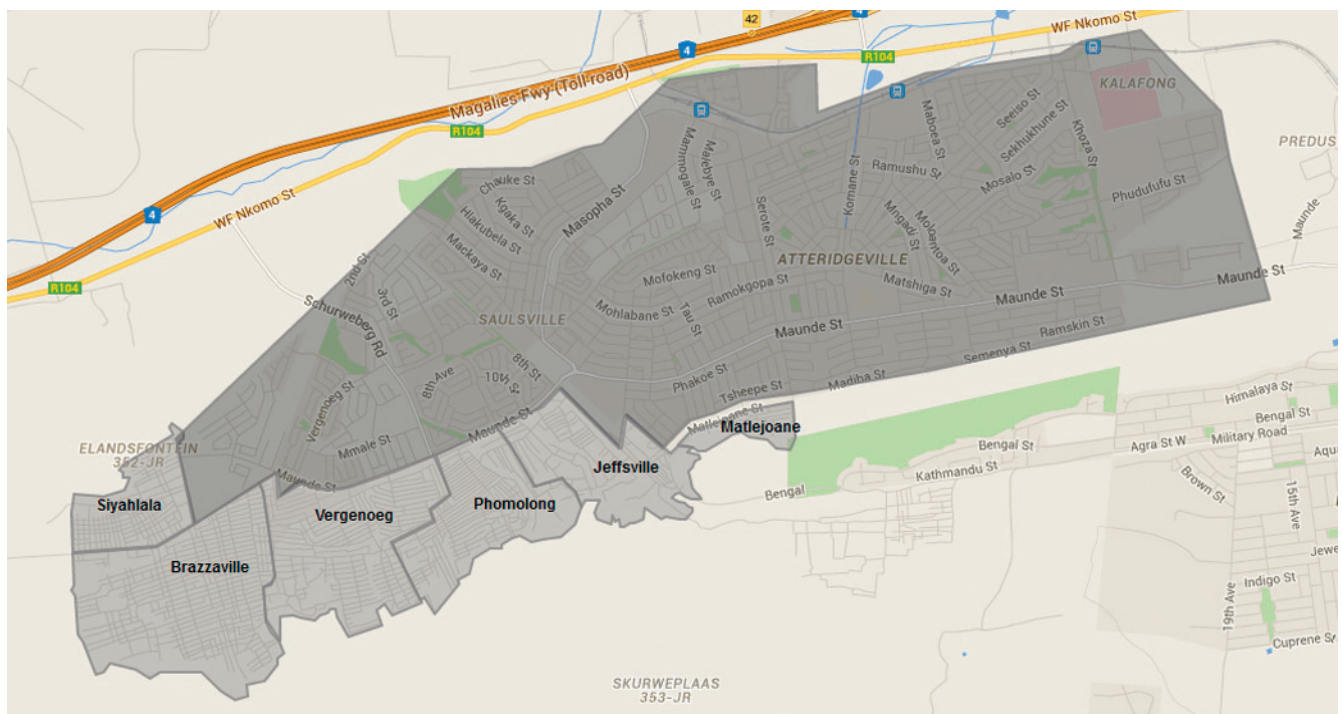 42
4
4
WF Nkomo St
R104
Magalies Fwy (Toll road)
KALAFONG
R104
Seeiso St
Maboea St
Sekhukhune St
Khoza St
PREDUS
Malebye St
Mammogale St
Ramushu St
Komane St
Mosalo St
Phudufufu St
Chauke St
Kgaka St
Masopha St
Serote St
Maunde
4
WF Nkomo St
Hlakubela St
Mngadi St
Moloantoa St
Mackaya St
ATTERIDGEVILLE
2nd St
Mofokeng St
Ramokgopa St
Matshiga St
Maunde St
R104
3rd St
Maunde St
Schurweberg Rd
Mohlabane St
SAULSVILLE
Tau St
Maunde St
Ramskin St
Semenya St
8th St
8th Ave
10th St
Phakoe St
Madiba St
Tsheepe St
Himalaya St
Vergenoeg St
Matlejoane St
Bengal St
Maunde St
Matlejoane
Military Road
Mmale St
Bengal St
Agra St W
ELANDSFONTEIN
352-JR
Aqua
Jeffsville
Kathmandu St
Brown St
Maunde St
Bengal
15th Ave
Siyahlala
Phomolong
Vergenoeg
Jewe
Brazzaville
Indigo St
19th Ave
Cuprene St
SKURWEPLAAS
353-JR